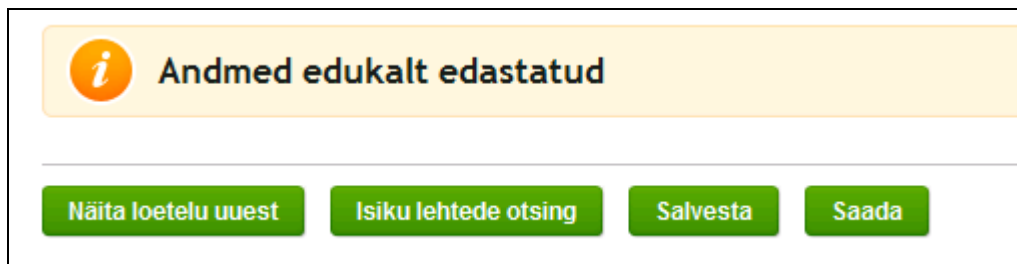 Andmed edukalt edastatud
Näita loetelu uuest Isiku lehtede otsing Salvesta Saada